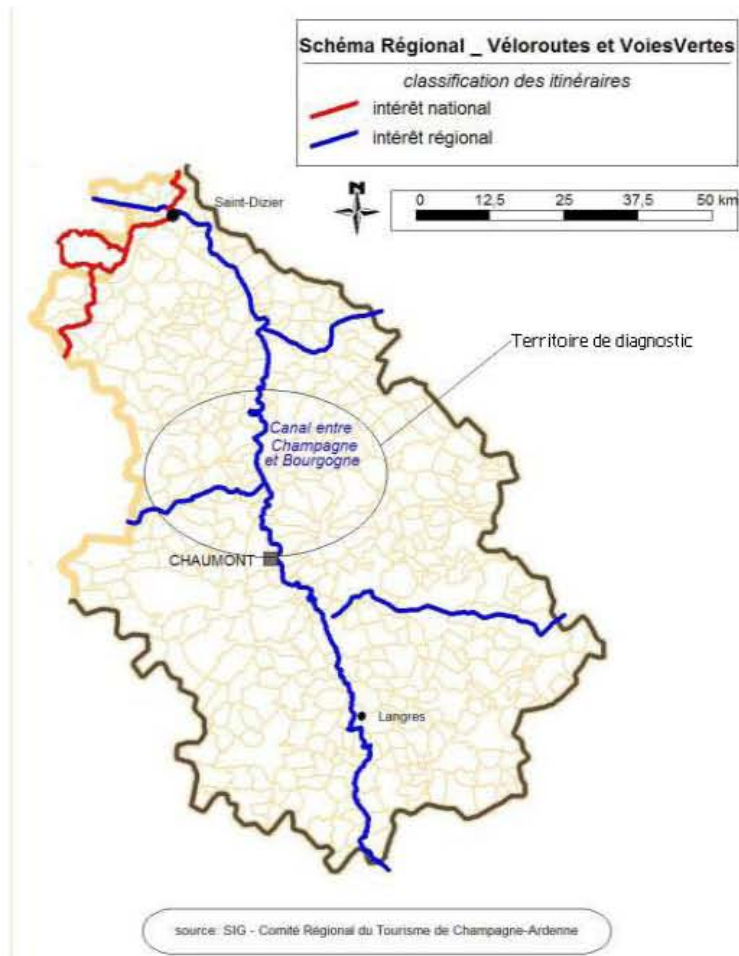 Schéma Régional _ Véloroutes et VoiesVertes
classification des itinéraires
intérêt national
intérêt régional
Saint-Dizier
N
0 12,5 25 37,5 50 km
Territoire de diagnostic
Canal entre
Champagne
et Bourgogne
CHAUMONT
Langres
source: SIG - Comité Régional du Tourisme de Champagne-Ardenne